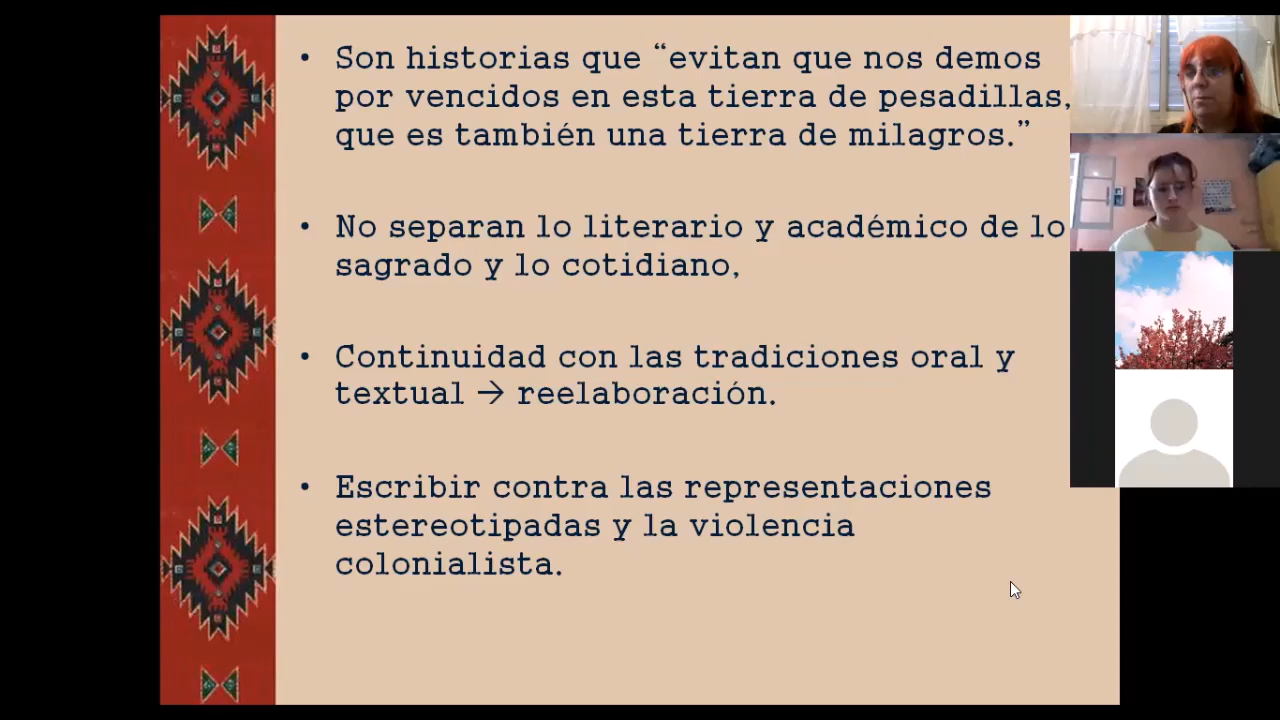 • Son historias que “evitan que nos demos
por vencidos en esta tierra de pesadillas,
que es también una tierra de milagros.”
• No separan lo literario y académico de lo
sagrado y lo cotidiano,
• Continuidad con las tradiciones oral y
textual → reelaboración.
• Escribir contra las representaciones
estereotipadas y la violencia
colonialista.